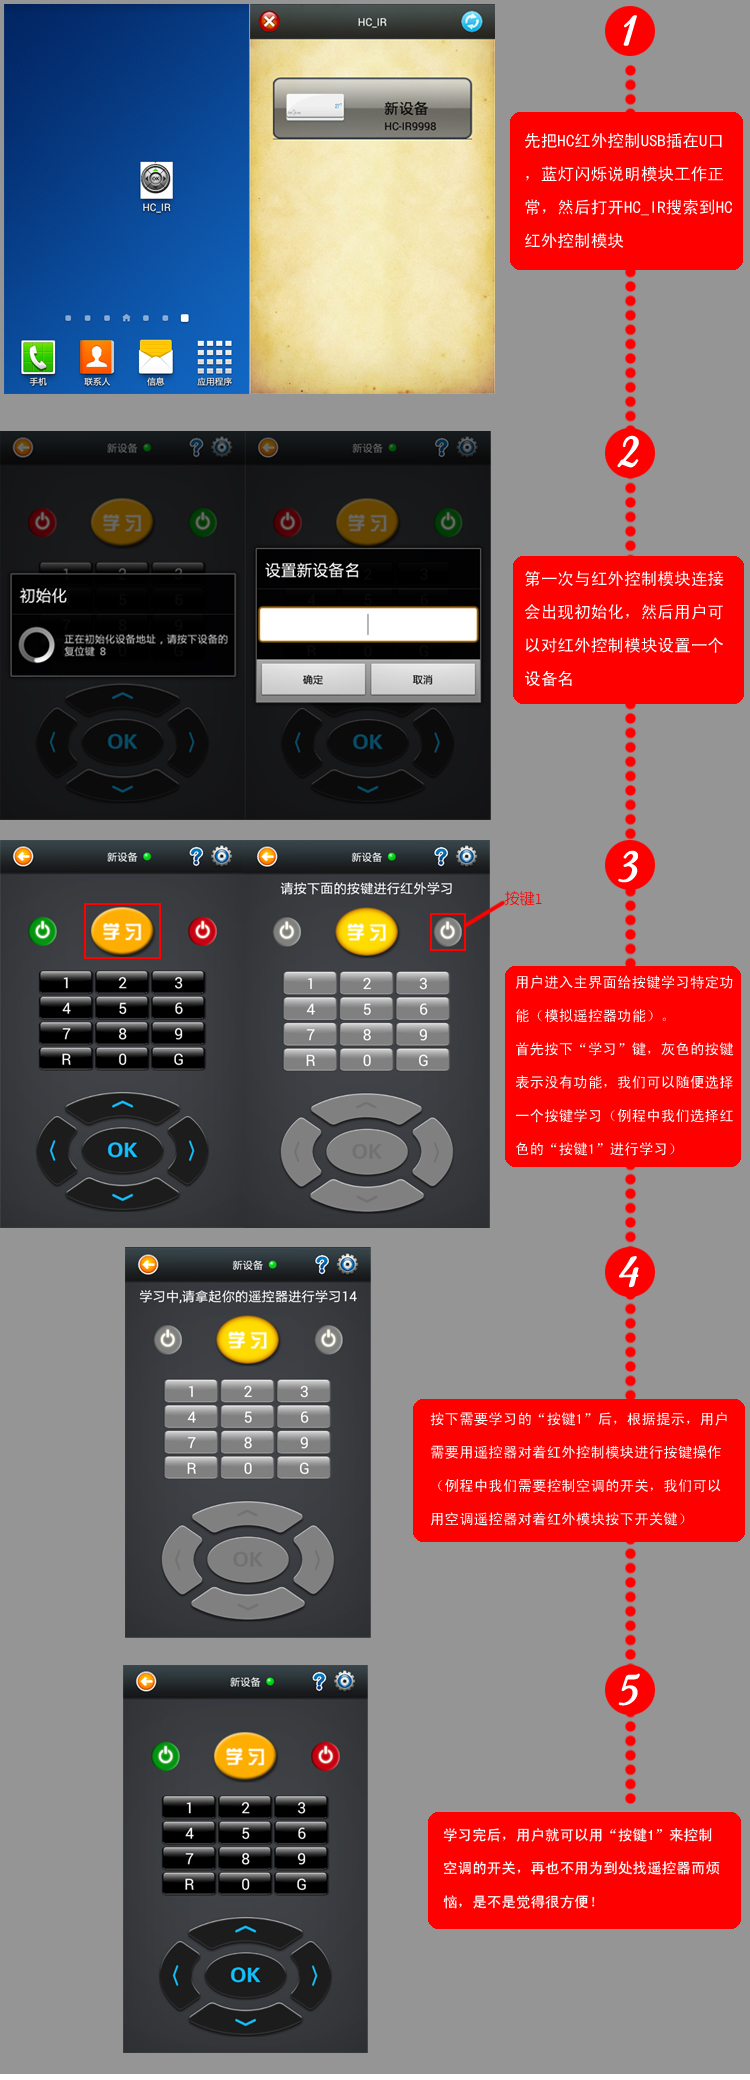 HC_IR
HC_IR
新设备
HC-IR9998
手机
联系人
信息
应用程序
1
先把HC红外控制USB插在U口
，蓝灯闪烁说明模块工作正
常，然后打开HC_IR搜索到HC
红外控制模块
新设备
学习
初始化
正在初始化设备地址，请按下设备的
复位键 8
OK
新设备
学习
设置新设备名
确定
取消
OK
2
第一次与红外控制模块连接
会出现初始化，然后用户可
以对红外控制模块设置一个
设备名
新设备
学习
1 2 3
4 5 6
7 8 9
R 0 G
OK
新设备
请按下面的按键进行红外学习
学习
按键1
1 2 3
4 5 6
7 8 9
R 0 G
OK
3
用户进入主界面给按键学习特定功
能（模拟遥控器功能）。
首先按下“学习”键，灰色的按键
表示没有功能，我们可以随便选择
一个按键学习（例程中我们选择红
色的“按键1”进行学习）
新设备
学习中,请拿起你的遥控器进行学习14
学习
1 2 3
4 5 6
7 8 9
R 0 G
OK
4
按下需要学习的“按键1”后，根据提示，用户
需要用遥控器对着红外控制模块进行按键操作
（例程中我们需要控制空调的开关，我们可以
用空调遥控器对着红外模块按下开关键）
新设备
学习
1 2 3
4 5 6
7 8 9
R 0 G
OK
5
学习完后，用户就可以用“按键1”来控制
空调的开关，再也不用为到处找遥控器而烦
恼，是不是觉得很方便！